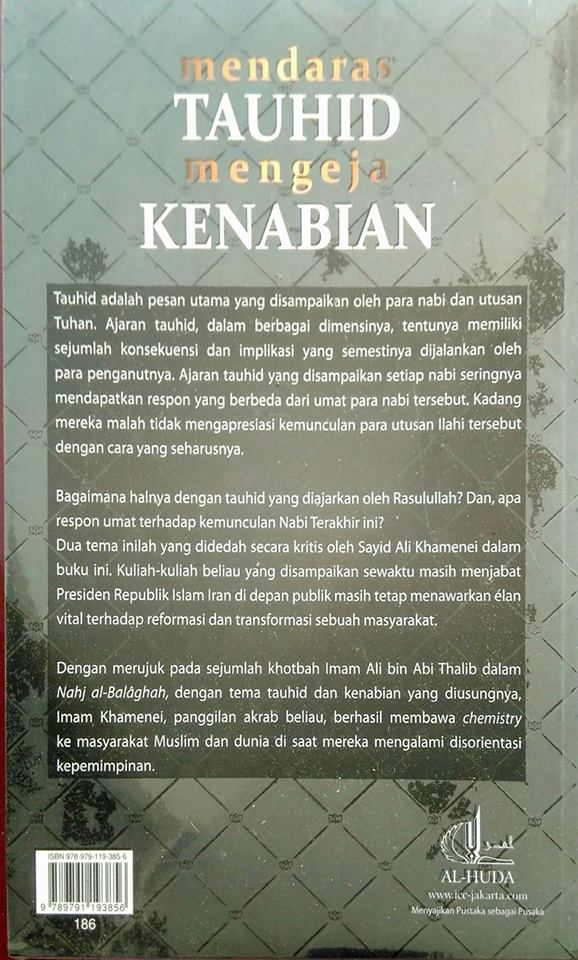 mendaras
TAUHID
mengeja
KENABIAN
Tauhid adalah pesan utama yang disampaikan oleh para nabi dan utusan
Tuhan. Ajaran tauhid, dalam berbagai dimensinya, tentunya memiliki
sejumlah konsekuensi dan implikasi yang semestinya dijalankan oleh
para penganutnya. Ajaran tauhid yang disampaikan setiap nabi seringnya
mendapatkan respon yang berbeda dari umat para nabi tersebut. Kadang
mereka malah tidak mengapresiasi kemunculan para utusan Ilahi tersebut
dengan cara yang seharusnya.
Bagaimana halnya dengan tauhid yang diajarkan oleh Rasulullah? Dan, apa
respon umat terhadap kemunculan Nabi Terakhir ini?
Dua tema inilah yang didedah secara kritis oleh Sayid Ali Khamenei dalam
buku ini. Kuliah-kuliah beliau yang disampaikan sewaktu masih menjabat
Presiden Republik Islam Iran di depan publik masih tetap menawarkan élan
vital terhadap reformasi dan transformasi sebuah masyarakat.
Dengan merujuk pada sejumlah khotbah Imam Ali bin Abi Thalib dalam
Nahj al-Balâghah, dengan tema tauhid dan kenabian yang diusungnya,
Imam Khamenei, panggilan akrab beliau, berhasil membawa chemistry
ke masyarakat Muslim dan dunia di saat mereka mengalami disorientasi
kepemimpinan.
ISBN 978-979-119-385-6
9 789791 193856
186
الهدى
AL-HUDA
www.icc-jakarta.com
Menyajikan Pustaka sebagai Pusaka